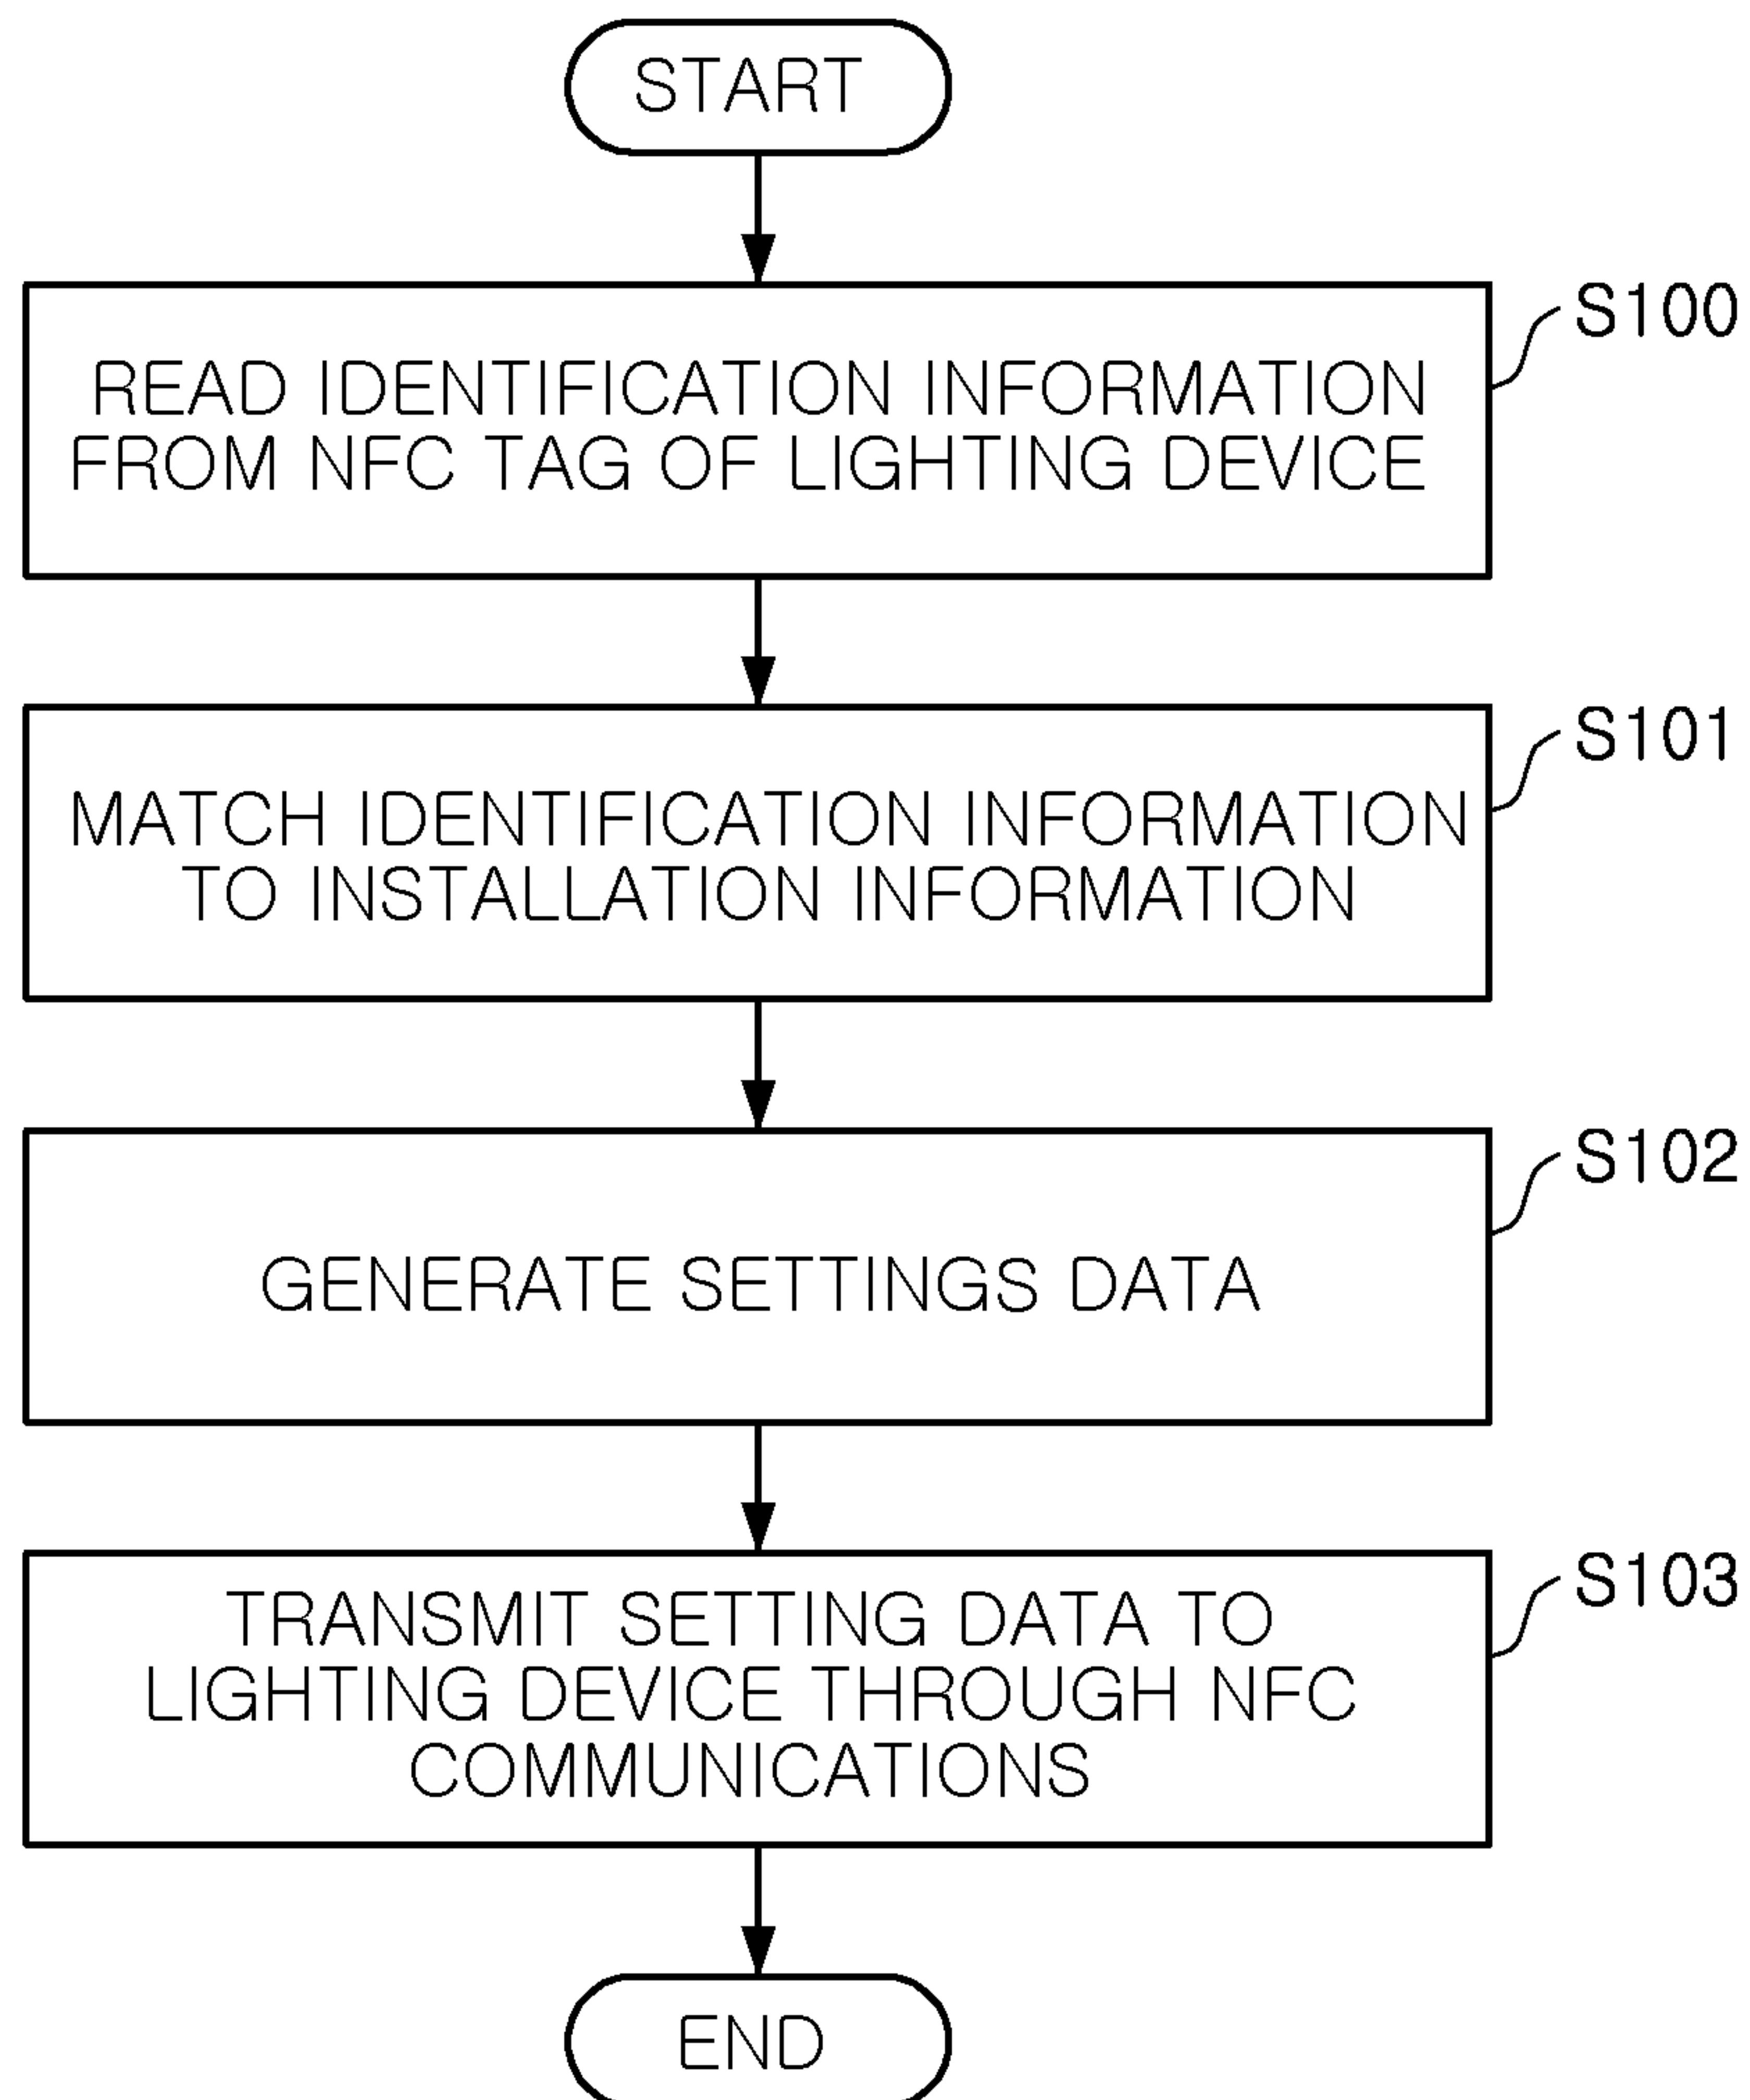 START
S100
READ IDENTIFICATION INFORMATION
FROM NFC TAG OF LIGHTING DEVICE
S101
MATCH IDENTIFICATION INFORMATION
TO INSTALLATION INFORMATION
S102
GENERATE SETTINGS DATA
S103
TRANSMIT SETTING DATA TO
LIGHTING DEVICE THROUGH NFC
COMMUNICATIONS
END